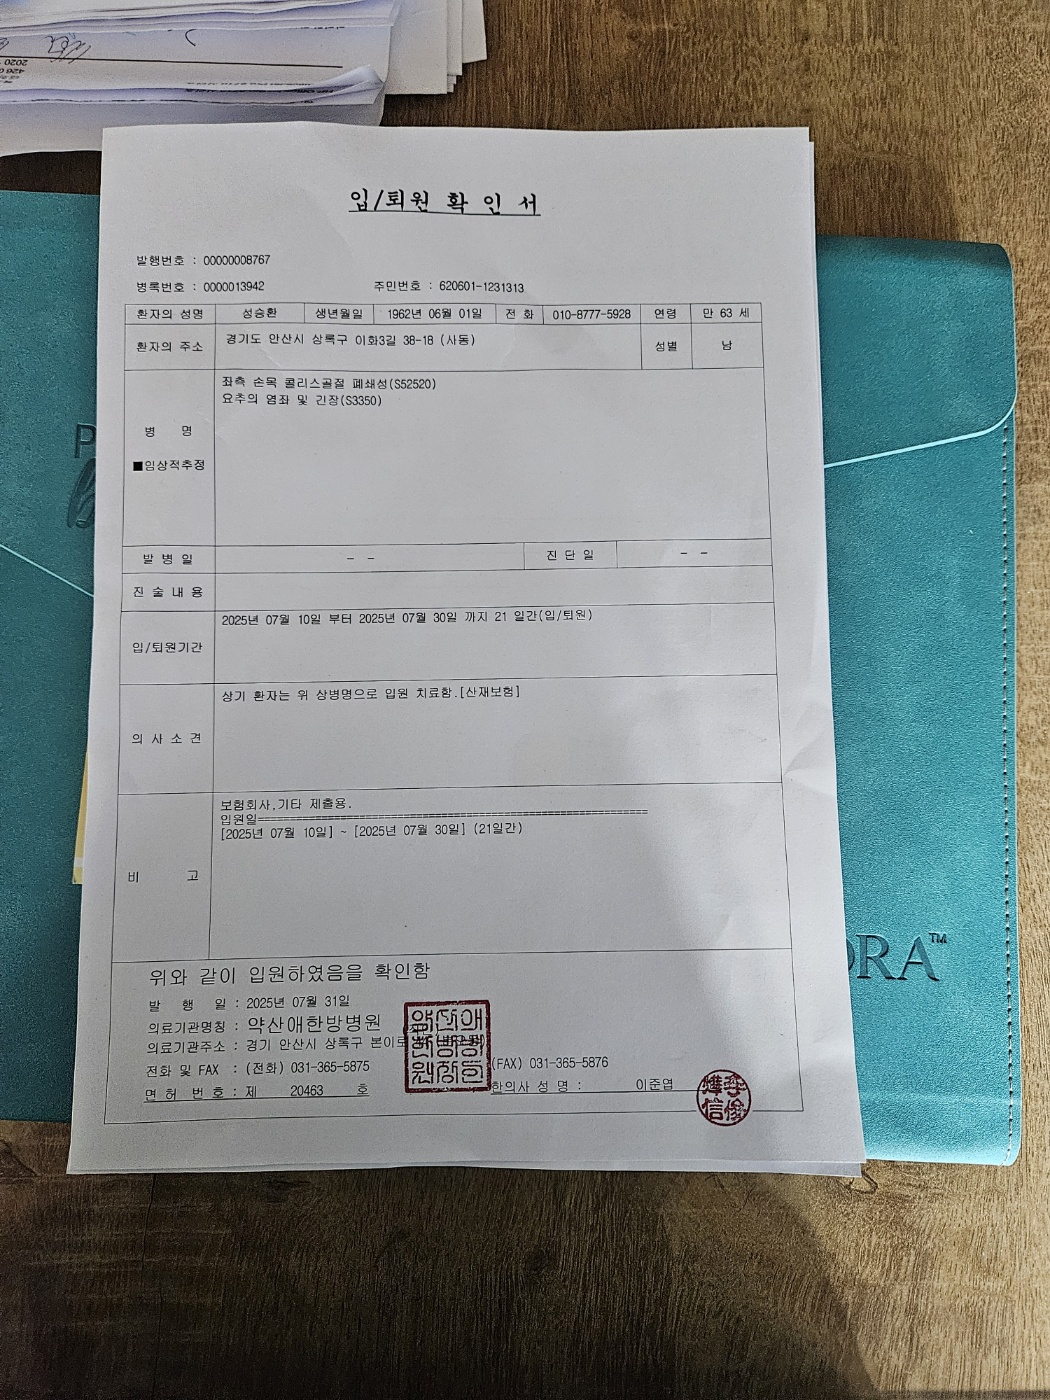 입/퇴원 확 인 서
발행번호 : 00000008767
병록번호 : 0000013942 주민번호 : 620601-1231313
환자의 성명 성승환 생년월일 1962년 06월 01일 전 화 010-8777-5928 연령 만 63 세
환자의 주소 경기도 안산시 상록구 이화3길 38-18 (사동) 성별 남
좌측 손목 콜리스골절 폐쇄성(S52520)
요추의 염좌 및 긴장(S3350)
병 명
■임상적추정
발 병 일 - - 진 단 일 - -
진 술 내 용
2025년 07월 10일 부터 2025년 07월 30일 까지 21 일간(입/퇴원)
입/퇴원기간
상기 환자는 위 상병명으로 입원 치료함.[산재보험]
의 사 소 견
보험회사,기타 제출용.
입원일==================================================
[2025년 07월 10일] ~ [2025년 07월 30일] (21일간)
비 고
위와 같이 입원하였음을 확인함
발 행 일 : 2025년 07월 31일
의료기관명칭 : 약산애한방병원
의료기관주소 : 경기 안산시 상록구 본이로
전화 및 FAX : (전화) 031-365-5875 (FAX) 031-365-5876
면 허 번 호 : 제 20463 호 한의사 성 명 : 이준엽
약산애한방병원
DRA™